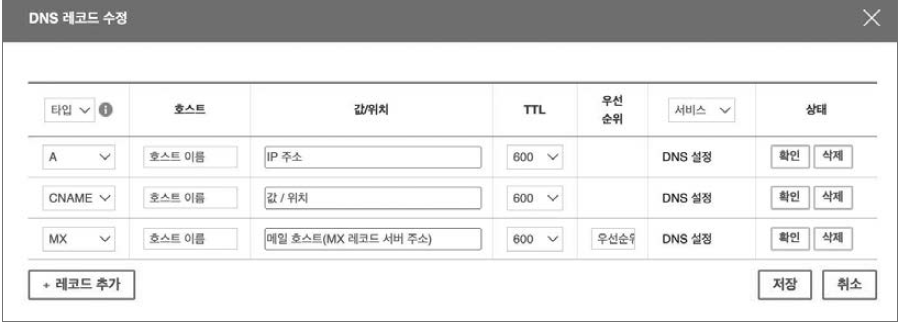 DNS 레코드 수정
타입 호스트 값/위치 TTL 우선 순위 서비스 상태
A 호스트 이름 IP 주소 600 DNS 설정 확인 삭제
CNAME 호스트 이름 값 / 위치 600 DNS 설정 확인 삭제
MX 호스트 이름 메일 호스트(MX 레코드 서버 주소) 600 우선순위 DNS 설정 확인 삭제
+ 레코드 추가 저장 취소